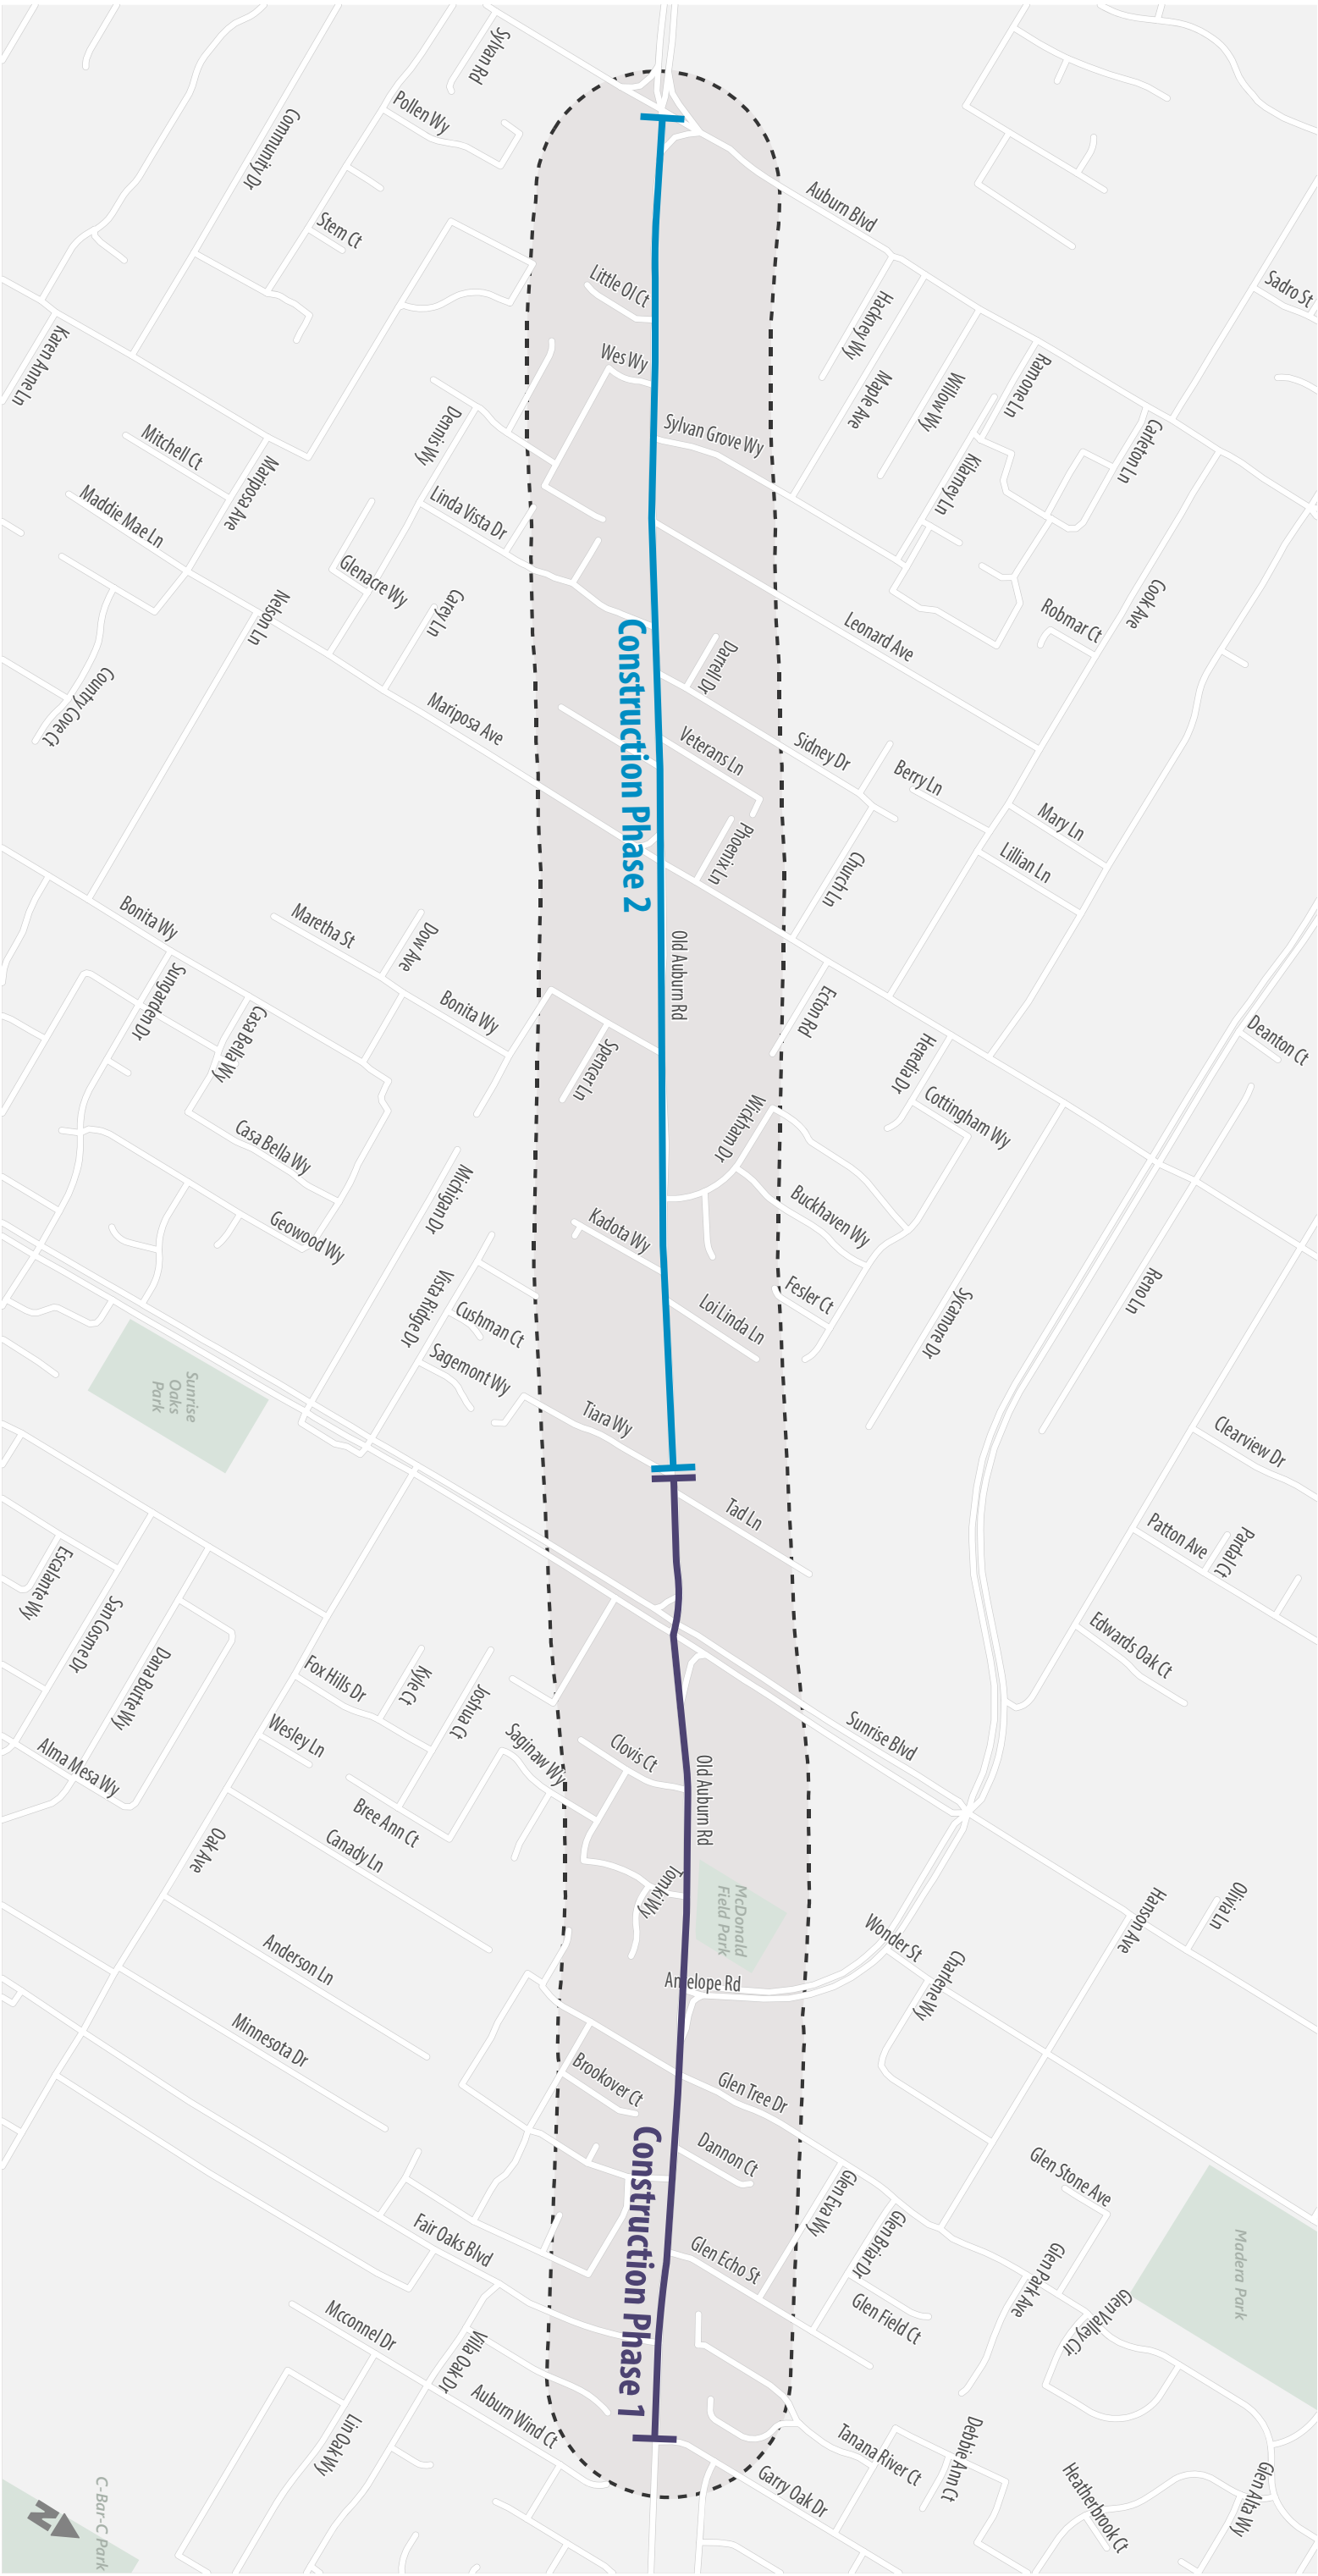 Sylvan Rd
Pollen Wy
Community Dr
Stem Ct
Auburn Blvd
Little Ol Ct
Sadro St
Hackney Wy
Karen Anne Ln
Wes Wy
Maple Ave
Willow Wy
Ramone Ln
Dennis Wy
Sylvan Grove Wy
Carleton Ln
Mitchell Ct
Mariposa Ave
Kilarney Ln
Maddie Mae Ln
Linda Vista Dr
Glenacre Wy
Carey Ln
Nelson Ln
Cook Ave
Robmar Ct
Leonard Ave
Darrell Dr
Country Cove Ct
Mariposa Ave
Construction Phase 2
Veterans Ln
Sidney Dr
Berry Ln
Mary Ln
Phoenix Ln
Church Ln
Lillian Ln
Bonita Wy
Maretha St
Dow Ave
Old Auburn Rd
Sungarden Dr
Casa Bella Wy
Bonita Wy
Ecton Rd
Heredia Dr
Deanton Ct
Spencer Ln
Wickham Dr
Cottingham Wy
Casa Bella Wy
Michigan Dr
Geowood Wy
Kadota Wy
Buckhaven Wy
Vista Ridge Dr
Cushman Ct
Fesler Ct
Loi Linda Ln
Sycamore Dr
Reno Ln
Sagemont Wy
Sunrise
Oaks
Park
Tiara Wy
Clearview Dr
Tad Ln
Patton Ave
Pardal Ct
Escalante Wy
San Cosme Dr
Dana Butte Wy
Edwards Oak Ct
Fox Hills Dr
Kyle Ct
Joshua Ct
Wesley Ln
Saginaw Wy
Clovis Ct
Sunrise Blvd
Alma Mesa Wy
Bree Ann Ct
Old Auburn Rd
Oak Ave
Canady Ln
Tomki Wy
McDonald
Field Park
Wonder St
Hanson Ave
Olivia Ln
Anderson Ln
Antelope Rd
Charlene Wy
Minnesota Dr
Brookover Ct
Glen Tree Dr
Dannon Ct
Glen Stone Ave
Construction Phase 1
Glen Eva Wy
Fair Oaks Blvd
Glen Echo St
Glen Briar Dr
Glen Park Ave
Madera Park
Glen Field Ct
Glen Valley Cir
Mcconnel Dr
Villa Oak Dr
Auburn Wind Ct
Lin Oak Wy
Tanana River Ct
Debbie Ann Ct
Garry Oak Dr
Heatherbrook Ct
Glen Alta Wy
C-Bar-C Park
N